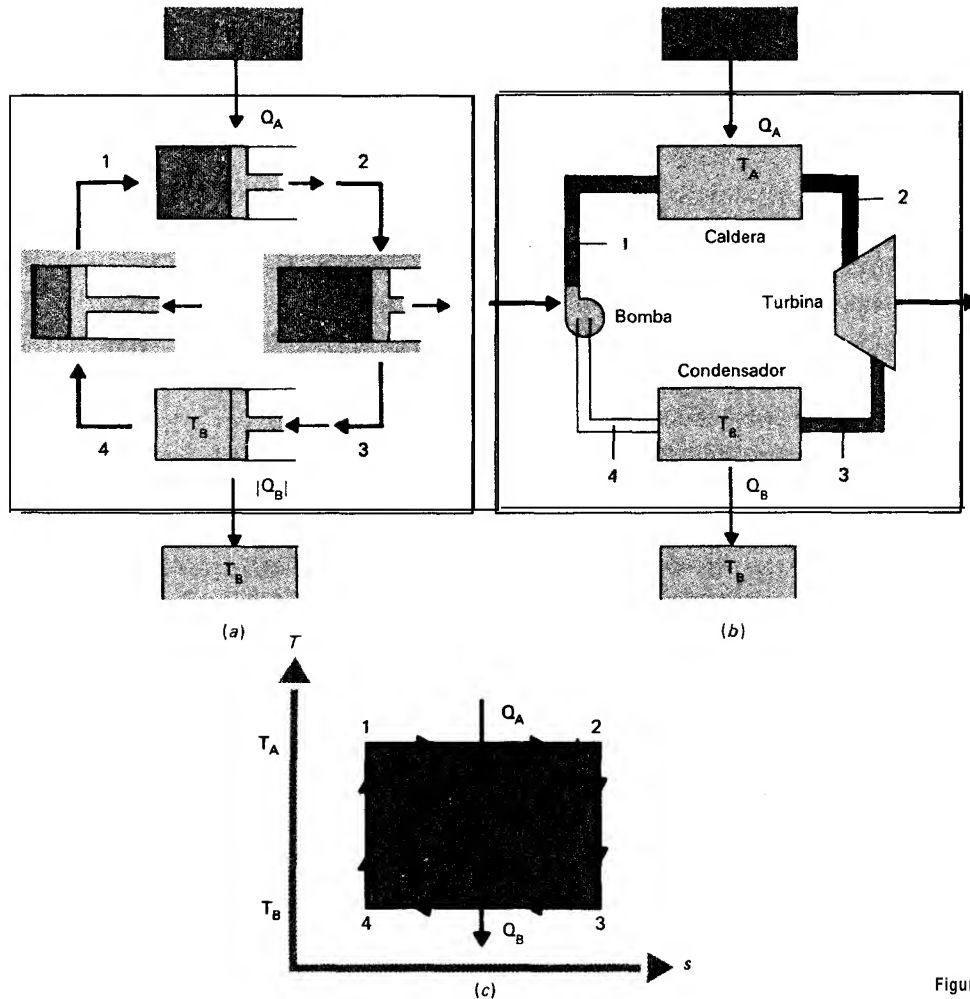 Q_A
1
2
T_B
4
3
|Q_B|
T_B
(a)
Q_A
T_A
2
Caldera
1
Turbina
Bomba
Condensador
T_B
4
3
Q_B
T_B
(b)
T
Q_A
1
2
T_A
T_B
4
3
Q_B
s
(c)
Figur